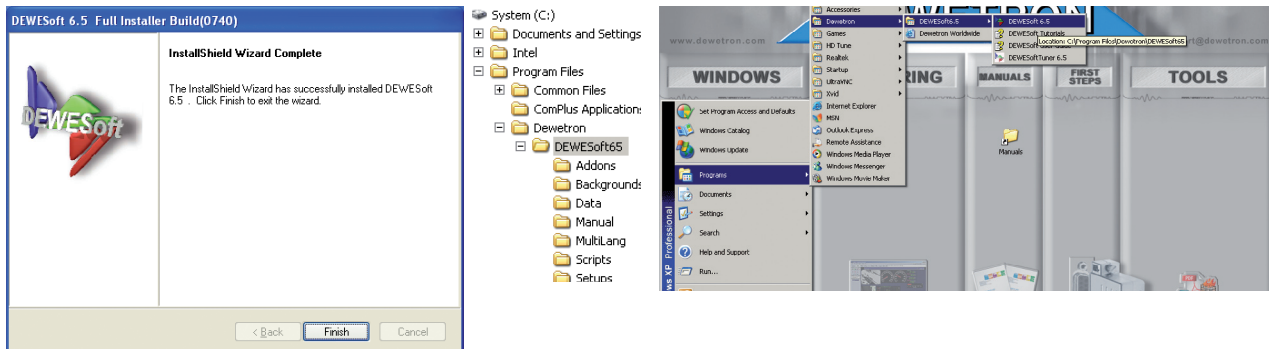 DEWESoft 6.5 Full Installer Build(0740)
InstallShield Wizard Complete
The InstallShield Wizard has successfully installed DEWESoft
6.5 . Click Finish to exit the wizard.
DEWESoft
< Back
Finish
Cancel
System (C:)
Documents and Settings
Intel
Program Files
Common Files
ComPlus Applications
Dewetron
DEWESoft65
Addons
Backgrounds
Data
Manual
MultiLang
Scripts
Setups
www.dewetron.com
WINDOWS
RING
MANUALS
FIRST
STEPS
TOOLS
Manuals
Set Program Access and Defaults
Windows Catalog
Windows Update
Programs
Documents
Settings
Search
Help and Support
Run...
ws XP Professional
Accessories
Dewetron
Games
HD Tune
Realtek
Startup
UltraVNC
Xvid
Internet Explorer
MSN
Outlook Express
Remote Assistance
Windows Media Player
Windows Messenger
Windows Movie Maker
DEWESoft6.5
Dewetron Worldwide
DEWESoft 6.5
DEWESoft Tutorials
Location: C:\Program Files\Dewetron\DEWESoft65
DEWESoftTuner 6.5
rt@dewetron.com